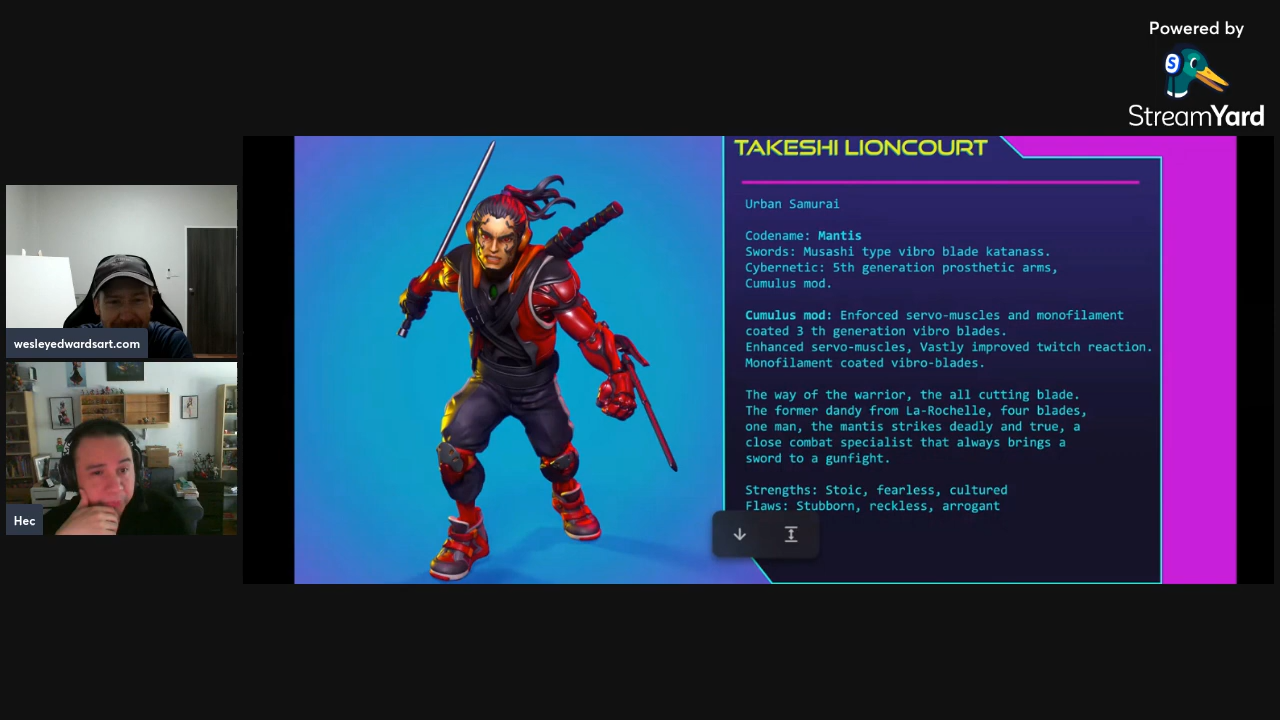 Powered by
StreamYard
TAKESHI LIONCOURT
Urban Samurai
Codename: Mantis
Swords: Musashi type vibro blade katanass.
Cybernetic: 5th generation prosthetic arms,
Cumulus mod.
Cumulus mod: Enforced servo-muscles and monofilament
coated 3 th generation vibro blades.
Enhanced servo-muscles, Vastly improved twitch reaction.
Monofilament coated vibro-blades.
The way of the warrior, the all cutting blade.
The former dandy from La-Rochelle, four blades,
one man, the mantis strikes deadly and true, a
close combat specialist that always brings a
sword to a gunfight.
Strengths: Stoic, fearless, cultured
Flaws: Stubborn, reckless, arrogant
wesleyedwardsart.com
Hec